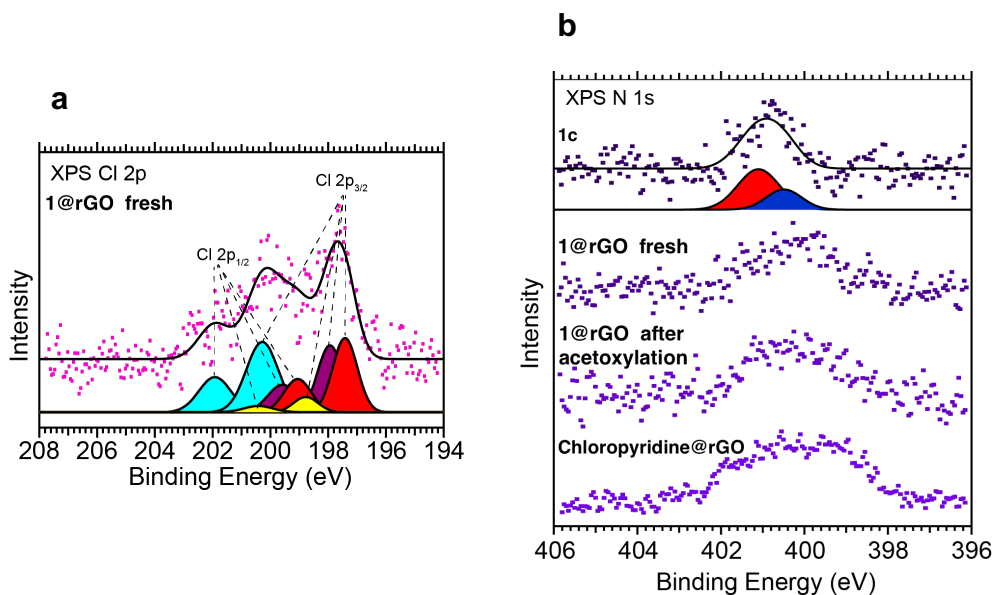 a
XPS Cl 2p
1@rGO fresh
Cl 2p3/2
Cl 2p1/2
Intensity
208 206 204 202 200 198 196 194
Binding Energy (eV)
b
XPS N 1s
1c
1@rGO fresh
1@rGO after
acetoxylation
Chloropyridine@rGO
Intensity
406 404 402 400 398 396
Binding Energy (eV)